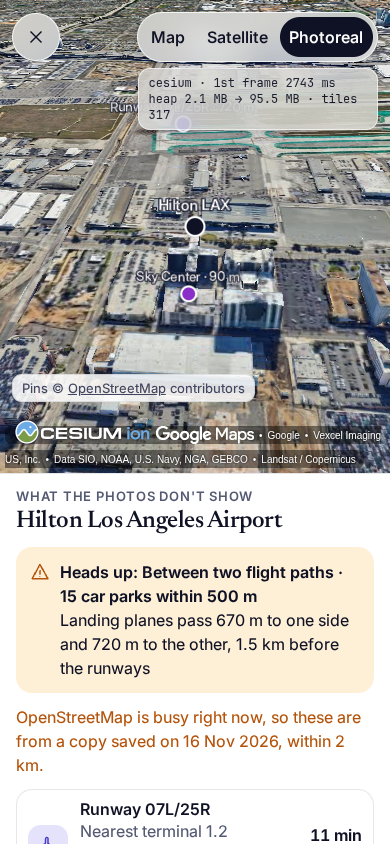 Map Satellite Photoreal
cesium · 1st frame 2743 ms
heap 2.1 MB → 95.5 MB · tiles
317
Hilton LAX
Sky Center · 90 m
Pins © OpenStreetMap contributors
CESIUM ion Google Maps • Google • Vexcel Imaging
US, Inc. • Data SIO, NOAA, U.S. Navy, NGA, GEBCO • Landsat / Copernicus
WHAT THE PHOTOS DON'T SHOW
Hilton Los Angeles Airport
Heads up: Between two flight paths ·
15 car parks within 500 m
Landing planes pass 670 m to one side
and 720 m to the other, 1.5 km before
the runways
OpenStreetMap is busy right now, so these are
from a copy saved on 16 Nov 2026, within 2
km.
Runway 07L/25R
Nearest terminal 1.2
11 min